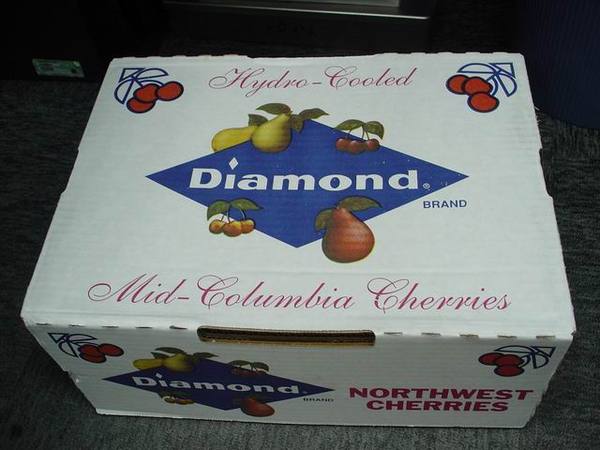 Hydro-Cooled
Diamond®
BRAND
Mid-Columbia Cherries
Diamond
BRAND
NORTHWEST
CHERRIES